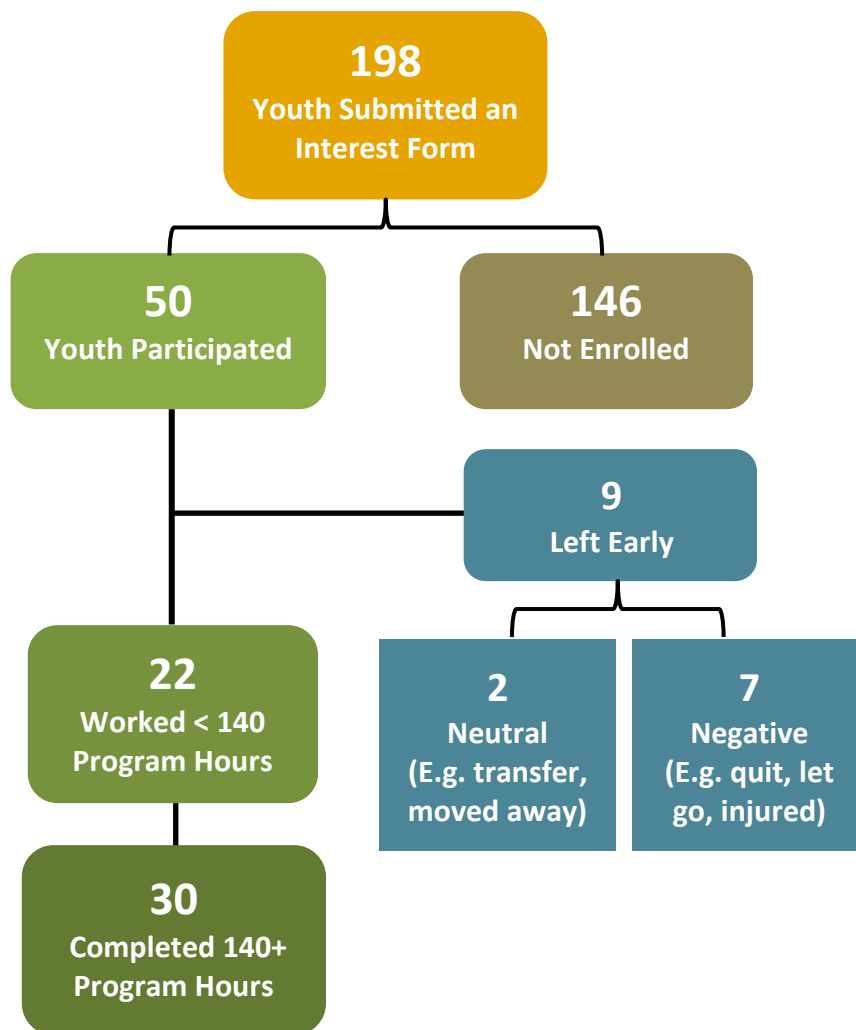 198
Youth Submitted an
Interest Form
50
Youth Participated
146
Not Enrolled
9
Left Early
22
Worked < 140
Program Hours
2
Neutral
(E.g. transfer,
moved away)
7
Negative
(E.g. quit, let
go, injured)
30
Completed 140+
Program Hours